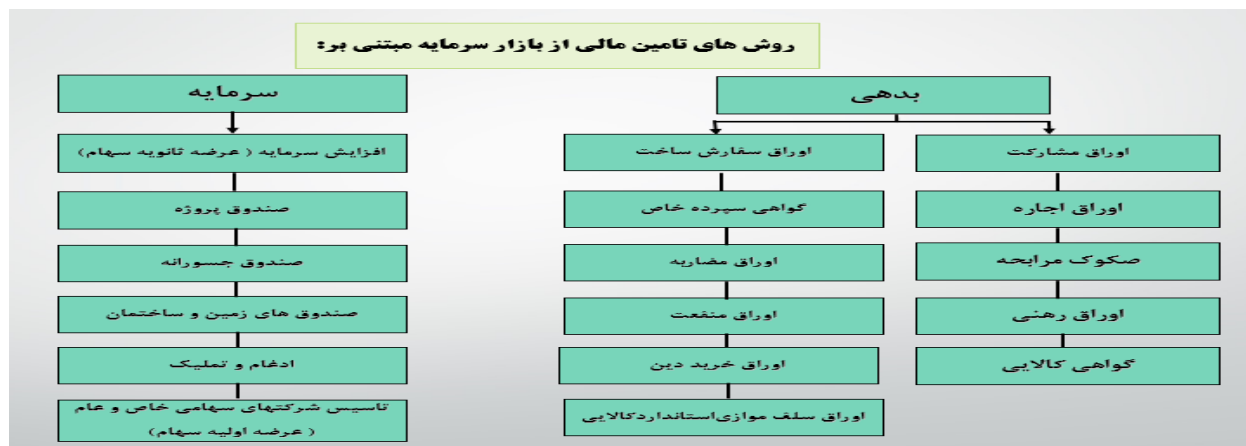 روش های تامین مالی از بازار سرمایه مبتنی بر:
بدهی
اوراق مشارکت
اوراق اجاره
صکوک مرابحه
اوراق رهنی
گواهی کالایی
اوراق سفارش ساخت
گواهی سپرده خاص
اوراق مضاربه
اوراق منفعت
اوراق خرید دین
اوراق سلف موازی‌استانداردکالایی
سرمایه
افزایش سرمایه ( عرضه ثانویه سهام)
صندوق پروژه
صندوق جسورانه
صندوق های زمین و ساختمان
ادغام و تملیک
تاسیس شرکتهای سهامی خاص و عام
( عرضه اولیه سهام)